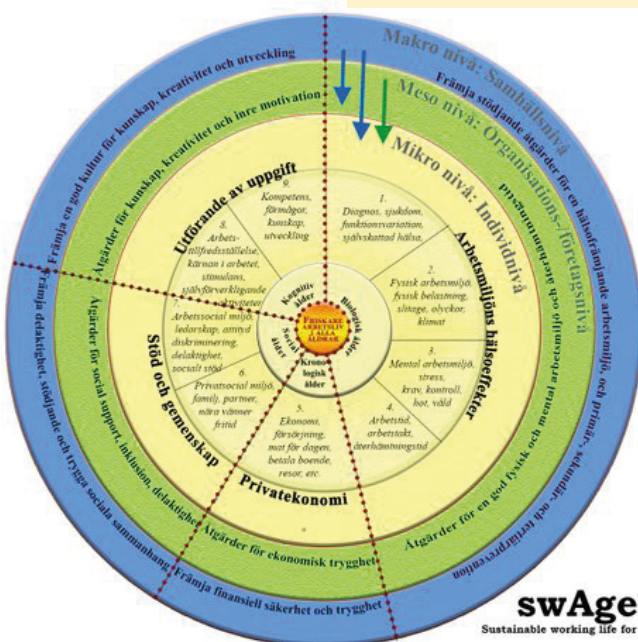 Makro nivå: Samhällsnivå
Främja stödjande åtgärder för en hälsofrämjande arbetsmiljö, och primär-, sekundär- och tertiärprevention
Främja finansiell säkerhet och trygghet
Främja delaktighet, stödjande och trygga sociala sammanhang
Främja en god kultur för kunskap, kreativitet och utveckling
Meso nivå: Organisations-/företagsnivå
Åtgärder för en god fysisk och mental arbetsmiljö och återhämtningstid
Åtgärder för ekonomisk trygghet
Åtgärder för social support, inklusion, delaktighet
Åtgärder för kunskap, kreativitet och inre motivation
Mikro nivå: Individnivå
Arbetsmiljöns hälsoeffekter
Privatekonomi
Stöd och gemenskap
Utförande av uppgift
1.
Diagnos, sjukdom,
funktionsvariation,
självskattad hälsa,
2.
Fysisk arbetsmiljö,
fysisk belastning,
slitage, olyckor,
klimat
3.
Mental arbetsmiljö,
stress,
krav, kontroll,
hot, våld
4.
Arbetstid,
arbetstakt,
återhämtningstid
5.
Ekonomi,
försörjning,
mat för dagen,
betala boende,
resor, etc.
6.
Privatsocial miljö,
familj, partner,
nära vänner
fritid
7.
Arbetssocial miljö,
ledarskap, attityd
diskriminering,
delaktighet,
socialt stöd
8.
Arbets-
tillfredsställelse,
kärnan i arbetet,
stimulans,
självförverkligande
aktiviteter
9.
Kompetens,
förmågor,
kunskap,
utveckling
Biologisk ålder
Krono-
logisk
ålder
Social
ålder
Kognitiv
ålder
FRISKARE
ARBETSLIV
I ALLA
ÅLDRAR
swAge
Sustainable working life for